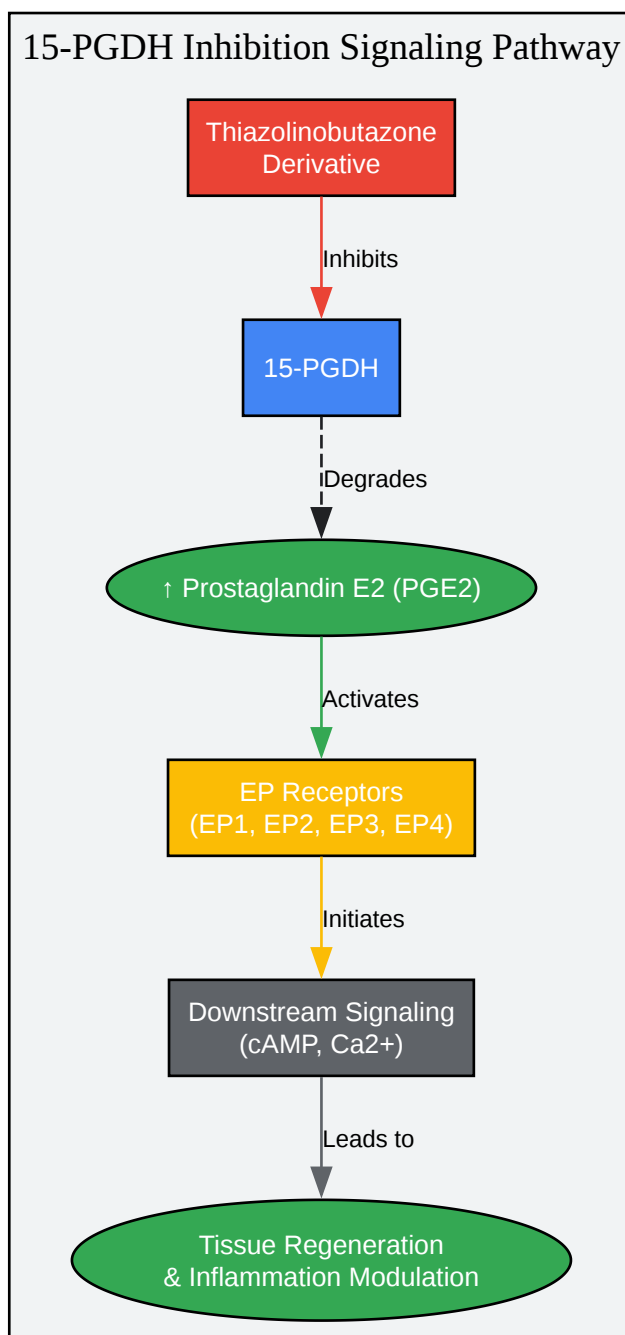 15-PGDH Inhibition Signaling Pathway
Thiazolinobutazone
Derivative
Inhibits
15-PGDH
Degrades
↑ Prostaglandin E2 (PGE2)
Activates
EP Receptors
(EP1, EP2, EP3, EP4)
Initiates
Downstream Signaling
(cAMP, Ca2+)
Leads to
Tissue Regeneration
& Inflammation Modulation